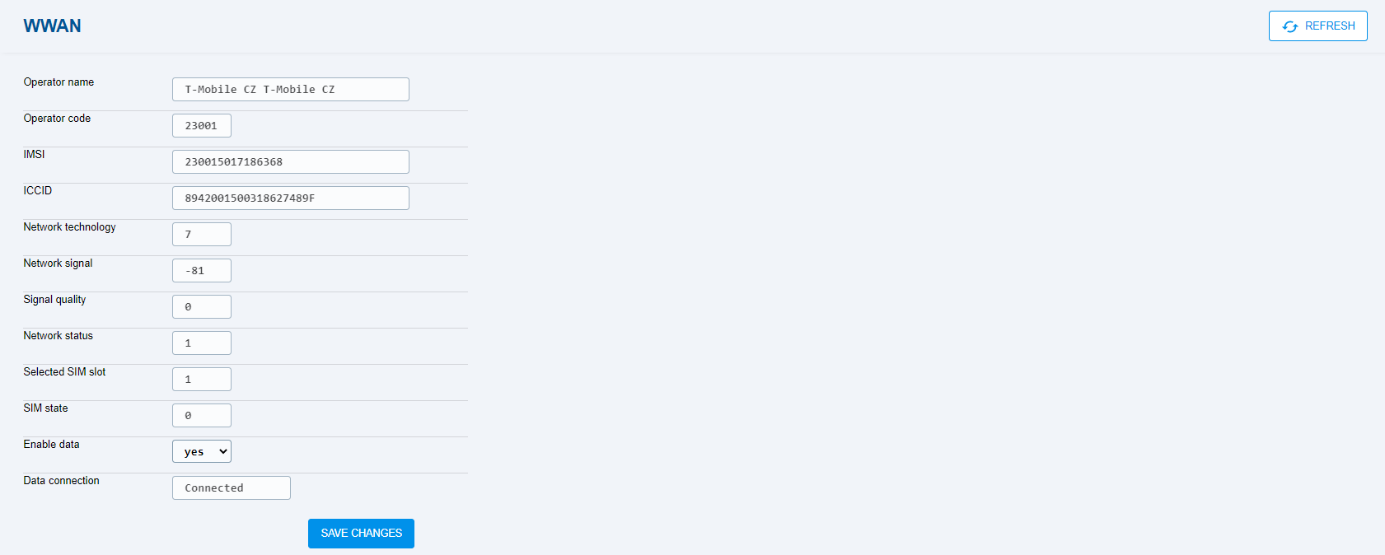 WWAN
REFRESH
Operator name
T-Mobile CZ T-Mobile CZ
Operator code
23001
IMSI
230015017186368
ICCID
8942001500318627489F
Network technology
7
Network signal
-81
Signal quality
0
Network status
1
Selected SIM slot
1
SIM state
0
Enable data
yes
Data connection
Connected
SAVE CHANGES